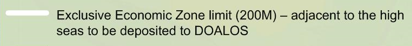 Exclusive Economic Zone limit (200M) – adjacent to the high
seas to be deposited to DOALOS